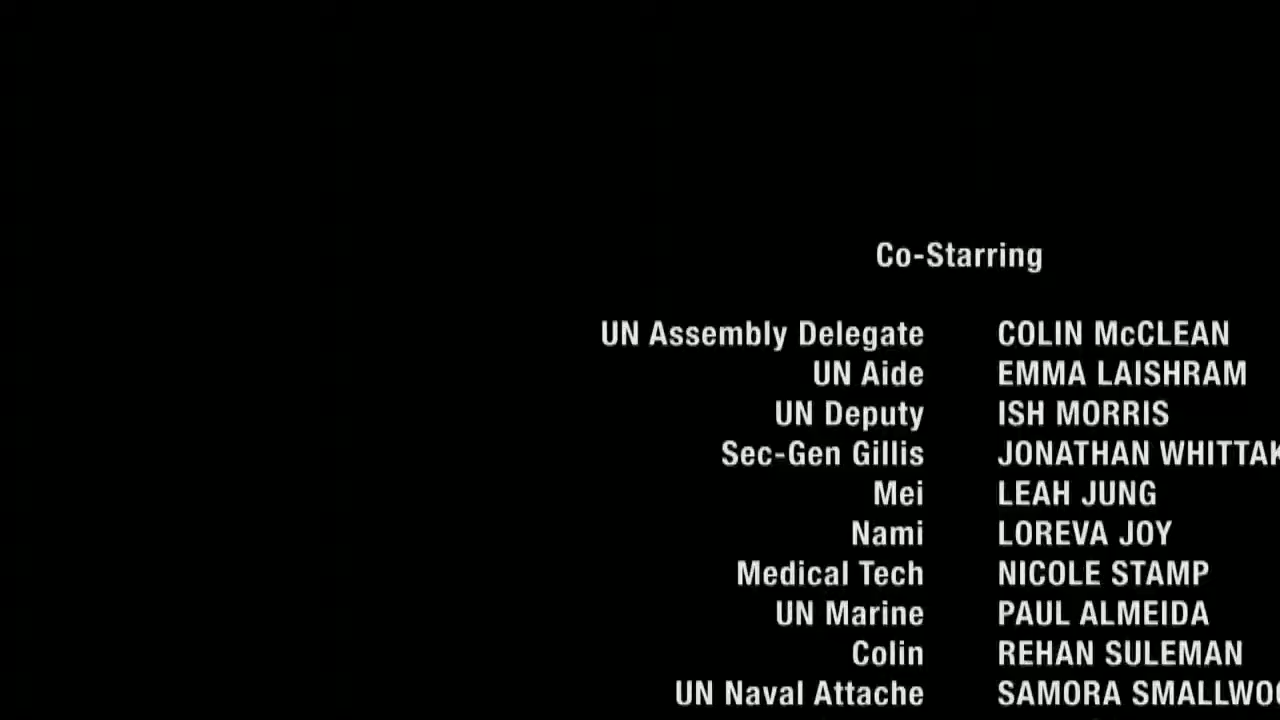 Co-Starring
UN Assembly Delegate COLIN McCLEAN
UN Aide EMMA LAISHRAM
UN Deputy ISH MORRIS
Sec-Gen Gillis JONATHAN WHITTAK
Mei LEAH JUNG
Nami LOREVA JOY
Medical Tech NICOLE STAMP
UN Marine PAUL ALMEIDA
Colin REHAN SULEMAN
UN Naval Attache SAMORA SMALLWOO